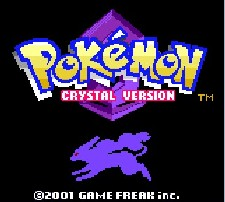 POKéMON
CRYSTAL VERSION
TM
©2001 GAME FREAK inc.